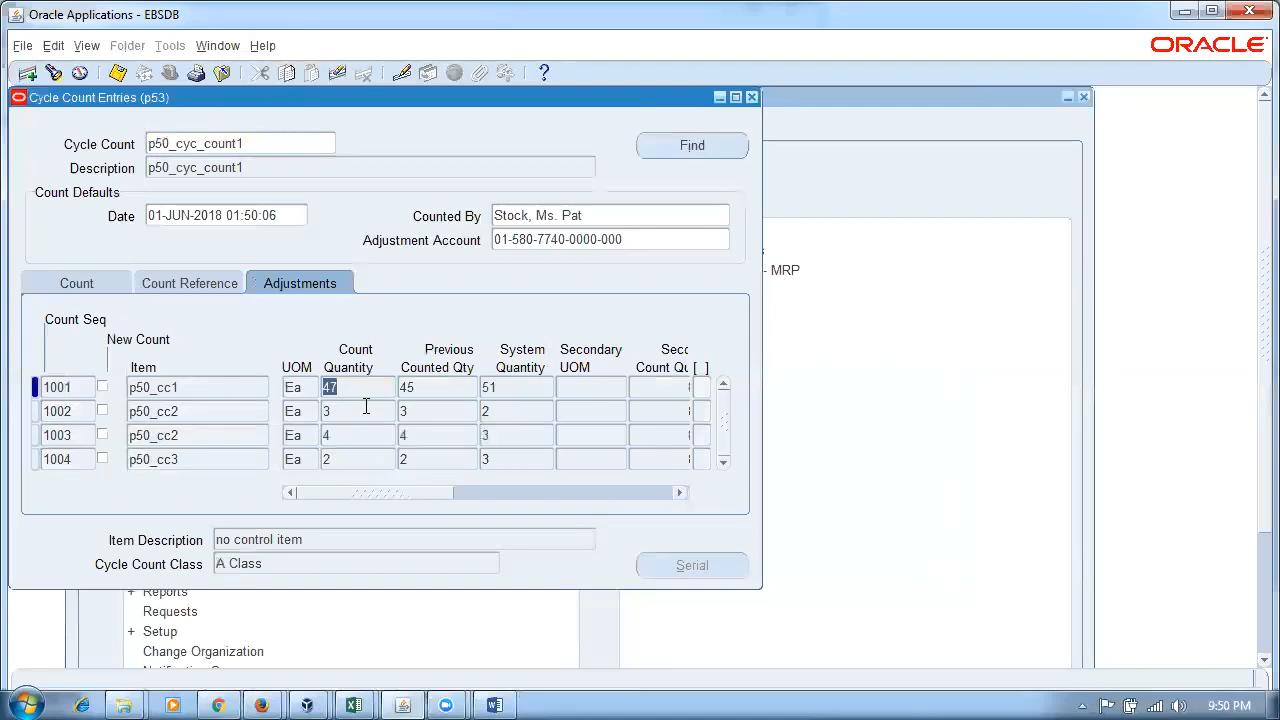 Oracle Applications - EBSDB
File Edit View Folder Tools Window Help
ORACLE
Cycle Count Entries (p53)
Cycle Count p50_cyc_count1
Find
Description p50_cyc_count1
Count Defaults
Date 01-JUN-2018 01:50:06
Counted By Stock, Ms. Pat
Adjustment Account 01-580-7740-0000-000
Count Count Reference Adjustments
- MRP
Count Seq
New Count
Count Previous System Secondary Seco
Item UOM Quantity Counted Qty Quantity UOM Count Qu [ ]
1001 p50_cc1 Ea 47 45 51
1002 p50_cc2 Ea 3 3 2
1003 p50_cc2 Ea 4 4 3
1004 p50_cc3 Ea 2 2 3
Item Description no control item
Cycle Count Class A Class
Serial
+ Reports
Requests
+ Setup
Change Organization
9:50 PM